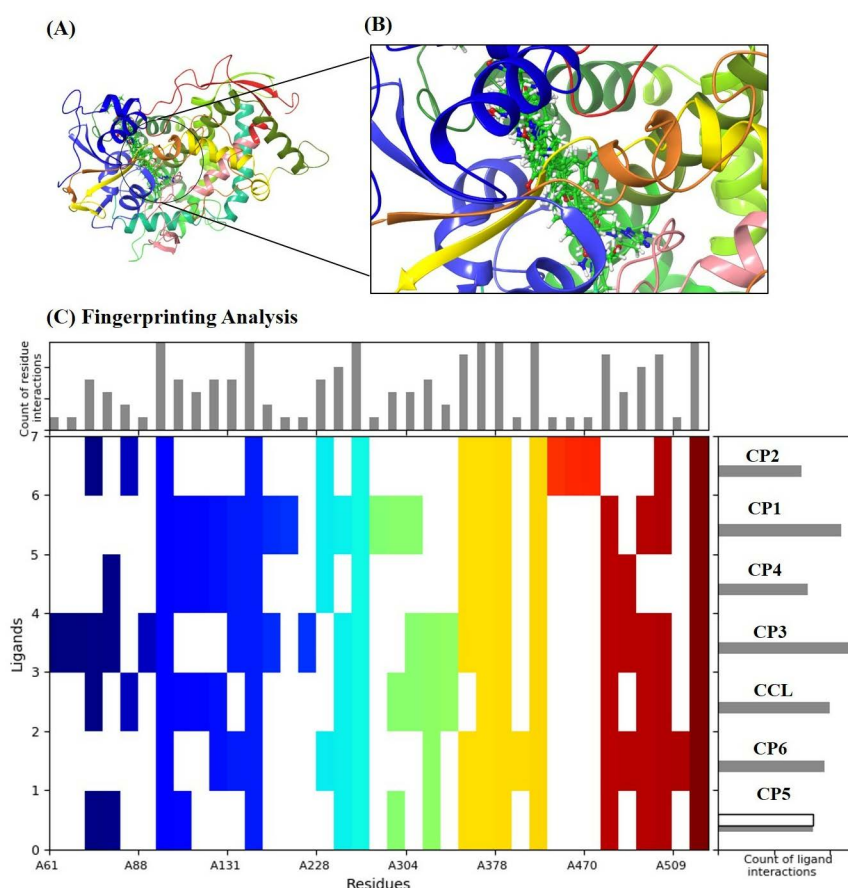 (A)
(B)
(C) Fingerprinting Analysis
Count of residue
interactions
7
6
5
4
3
2
1
0
Ligands
A61
A88
A131
A228
A304
A378
A470
A509
Residues
CP2
CP1
CP4
CP3
CCL
CP6
CP5
Count of ligand
interactions